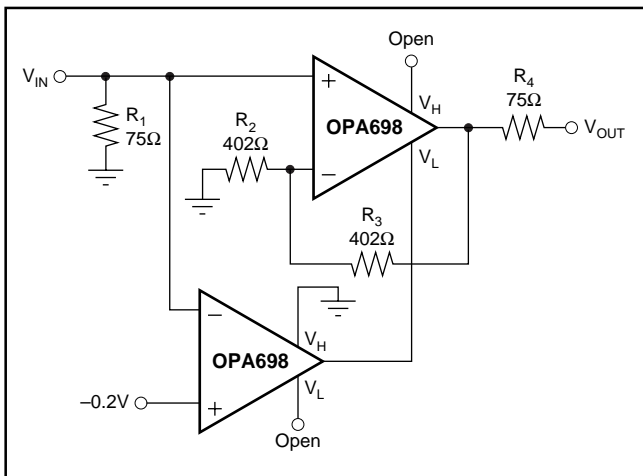 Open
V_IN
R_1
75Ω
+
V_H
OPA698
V_L
−
R_4
75Ω
V_OUT
R_2
402Ω
R_3
402Ω
−
V_H
OPA698
V_L
+
−0.2V
Open